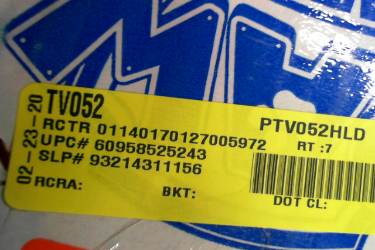 02-23-20
TV052 PTV052HLD
RCTR 01140170127005972 RT :7
UPC# 60958525243
SLP# 93214311156
RCRA: BKT: DOT CL: